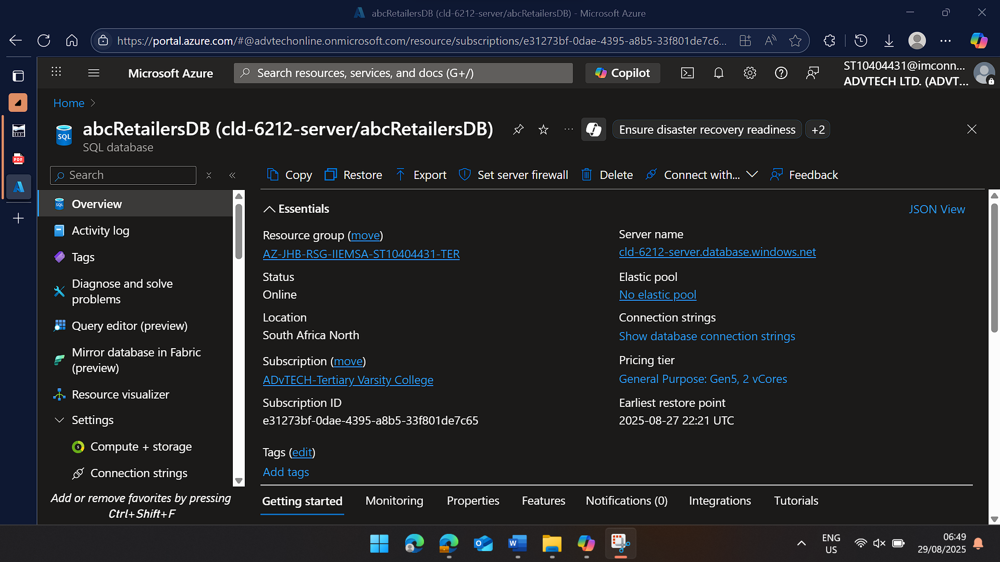 abcRetailersDB (cld-6212-server/abcRetailersDB) - Microsoft Azure
https://portal.azure.com/#@advtechonline.onmicrosoft.com/resource/subscriptions/e31273bf-0dae-4395-a8b5-33f801de7c6...
Microsoft Azure
Search resources, services, and docs (G+/)
Copilot
ST10404431@imconn...
ADVTECH LTD. (ADVT...
Home
abcRetailersDB (cld-6212-server/abcRetailersDB)
Ensure disaster recovery readiness
+2
SQL
SQL database
Search
Copy
Restore
Export
Set server firewall
Delete
Connect with...
Feedback
PDF
SQL
Overview
Activity log
Tags
Diagnose and solve
problems
Query editor (preview)
Mirror database in Fabric
(preview)
Resource visualizer
Settings
Compute + storage
Connection strings
Add or remove favorites by pressing
Ctrl+Shift+F
Essentials
JSON View
Resource group (move)
AZ-JHB-RSG-IIEMSA-ST10404431-TER
Status
Online
Location
South Africa North
Subscription (move)
ADvTECH-Tertiary Varsity College
Subscription ID
e31273bf-0dae-4395-a8b5-33f801de7c65
Tags (edit)
Add tags
Server name
cld-6212-server.database.windows.net
Elastic pool
No elastic pool
Connection strings
Show database connection strings
Pricing tier
General Purpose: Gen5, 2 vCores
Earliest restore point
2025-08-27 22:21 UTC
Getting started
Monitoring
Properties
Features
Notifications (0)
Integrations
Tutorials
ENG
US
06:49
29/08/2025